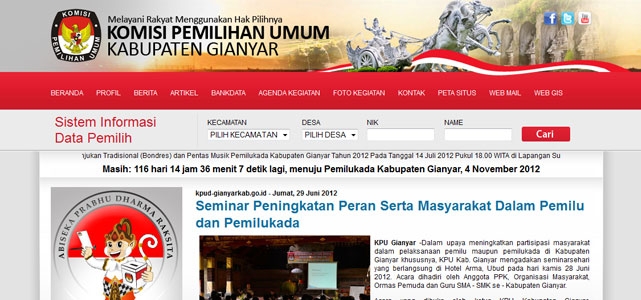 KOMISI
PEMILIHAN UMUM
Melayani Rakyat Menggunakan Hak Pilihnya
KOMISI PEMILIHAN UMUM
KABUPATEN GIANYAR
BERANDA PROFIL BERITA ARTIKEL BANKDATA AGENDA KEGIATAN FOTO KEGIATAN KONTAK PETA SITUS WEB MAIL WEB GIS
Sistem Informasi
Data Pemilih
KECAMATAN DESA NIK NAME
PILIH KECAMATAN PILIH DESA Cari
njukan Tradisional (Bondres) dan Pentas Musik Pemilukada Kabupaten Gianyar Tahun 2012 Pada Tanggal 14 Juli 2012 Pukul 18.00 WITA di Lapangan Su
Masih: 116 hari 14 jam 36 menit 7 detik lagi, menuju Pemilukada Kabupaten Gianyar, 4 November 2012
kpud-gianyarkab.go.id - Jumat, 29 Juni 2012
Seminar Peningkatan Peran Serta Masyarakat Dalam Pemilu
dan Pemilukada
ABISEKA PRABHU DHARMA RAKSITA
KPU Gianyar -Dalam upaya meningkatkan partisipasi masyarakat
dalam pelaksanaan pemilu maupun pemilukada di Kabupaten
Gianyar khususnya, KPU Kab. Gianyar mengadakan seminarsehari
yang berlangsung di Hotel Arma, Ubud pada hari kamis 28 Juni
2012. Acara dihadiri oleh Anggota PPK, Organisasi Masyarakat,
Ormas Pemuda dan Guru SMA - SMK se - Kabupaten Gianyar.